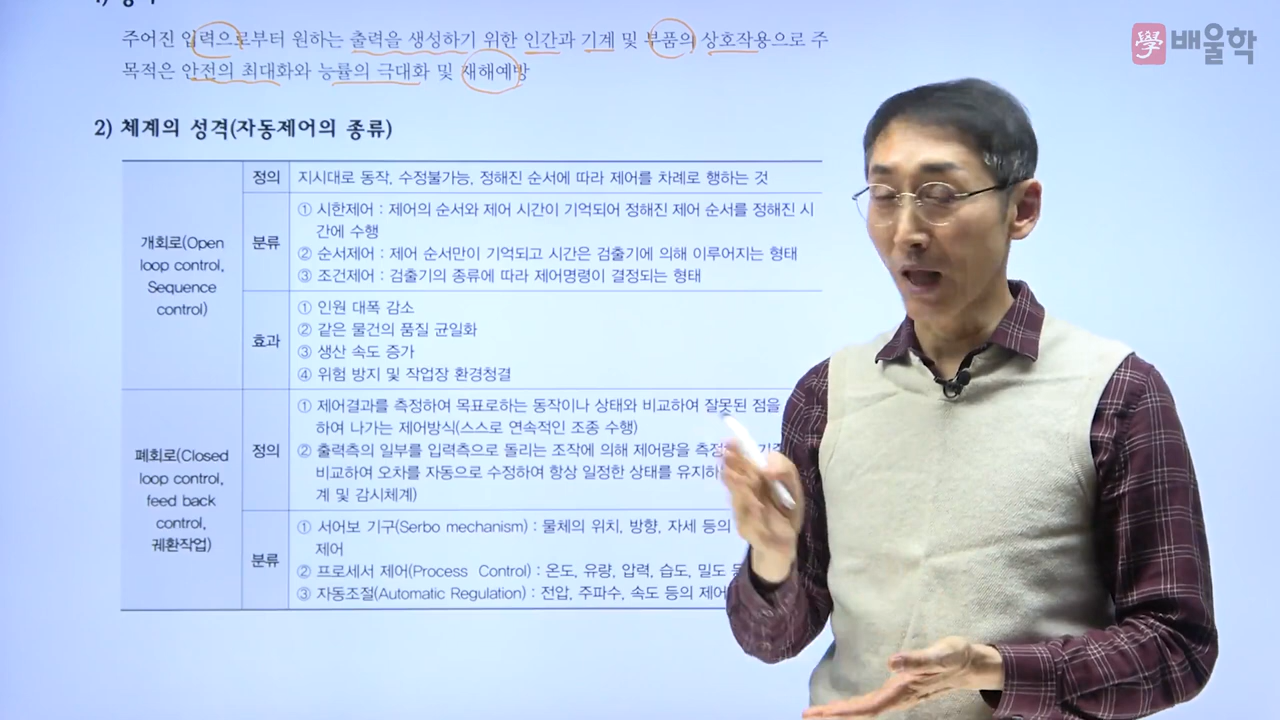 주어진 입력으로부터 원하는 출력을 생성하기 위한 인간과 기계 및 부품의 상호작용으로 주
목적은 안전의 최대화와 능률의 극대화 및 재해예방
學 배울학
2) 체계의 성격(자동제어의 종류)
개회로(Open
loop control,
Sequence
control)
정의
지시대로 동작, 수정불가능, 정해진 순서에 따라 제어를 차례로 행하는 것
분류
① 시한제어 : 제어의 순서와 제어 시간이 기억되어 정해진 제어 순서를 정해진 시
간에 수행
② 순서제어 : 제어 순서만이 기억되고 시간은 검출기에 의해 이루어지는 형태
③ 조건제어 : 검출기의 종류에 따라 제어명령이 결정되는 형태
효과
① 인원 대폭 감소
② 같은 물건의 품질 균일화
③ 생산 속도 증가
④ 위험 방지 및 작업장 환경청결
폐회로(Closed
loop control,
feed back
control,
궤환작업)
정의
① 제어결과를 측정하여 목표로하는 동작이나 상태와 비교하여 잘못된 점을
하여 나가는 제어방식(스스로 연속적인 조종 수행)
② 출력측의 일부를 입력측으로 돌리는 조작에 의해 제어량을 측정
비교하여 오차를 자동으로 수정하여 항상 일정한 상태를 유지하
계 및 감시체계)
분류
① 서어보 기구(Serbo mechanism) : 물체의 위치, 방향, 자세 등의
제어
② 프로세서 제어(Process Control) : 온도, 유량, 압력, 습도, 밀도
③ 자동조절(Automatic Regulation) : 전압, 주파수, 속도 등의 제어